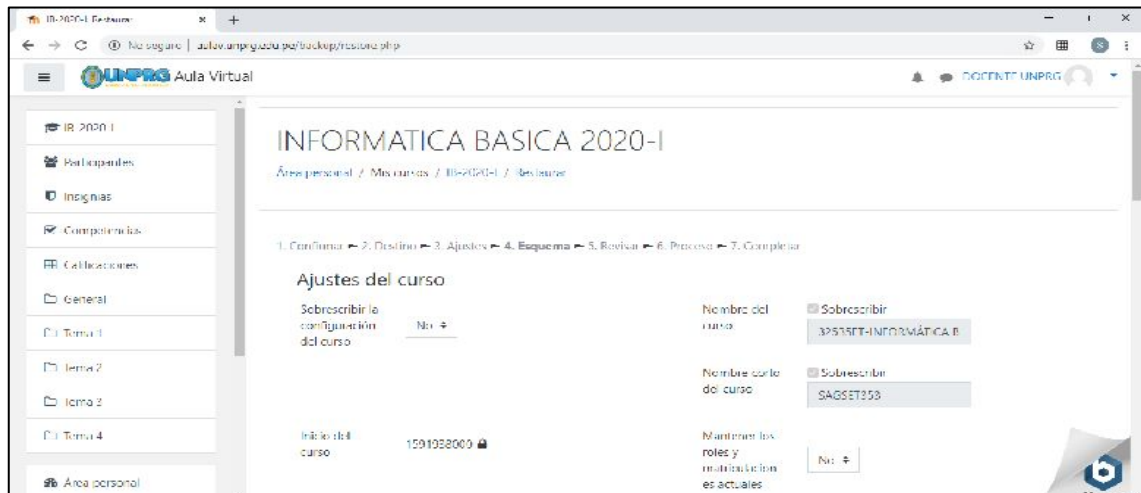 IB-2020-I: Restaurar
No seguro | aulav.unprg.edu.pe/backup/restore.php
S
UNPRG Aula Virtual
DOCENTE UNPRG
IB-2020-I
Participantes
Insignias
Competencias
Calificaciones
General
Tema 1
Tema 2
Tema 3
Tema 4
Área personal
INFORMATICA BASICA 2020-I
Área personal / Mis cursos / IB-2020-I / Restaurar
1. Confirmar ► 2. Destino ► 3. Ajustes ► 4. Esquema ► 5. Revisar ► 6. Proceso ► 7. Completar
Ajustes del curso
Sobrescribir la
configuración
del curso
No
Nombre del
curso
Sobrescribir
-INFORMÁTICA B
Nombre corto
del curso
Sobrescribir
Inicio del
curso
Mantener los
roles y
matriculacion
es actuales
No